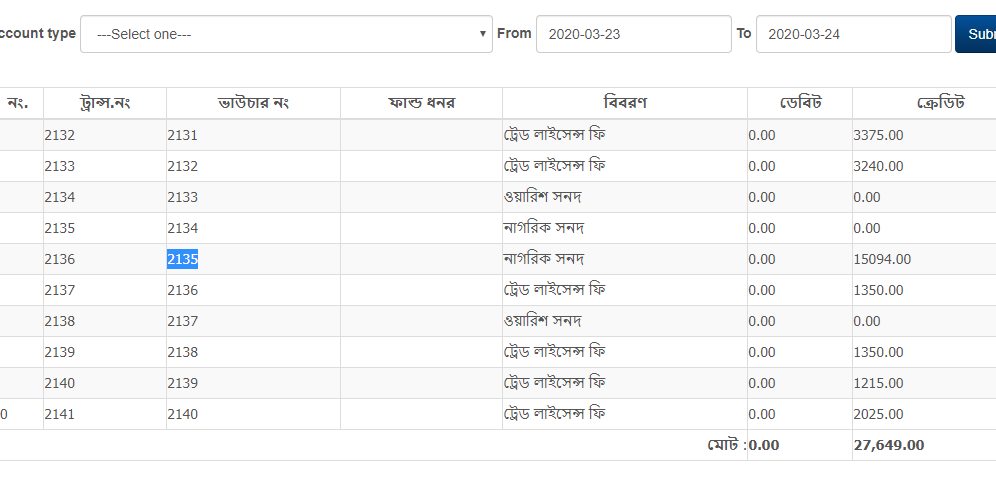 ccount type ---Select one--- From 2020-03-23 To 2020-03-24 Subr
নং. ট্রান্স.নং ভাউচার নং ফান্ড ধনর বিবরণ ডেবিট ক্রেডিট
2132 2131 ট্রেড লাইসেন্স ফি 0.00 3375.00
2133 2132 ট্রেড লাইসেন্স ফি 0.00 3240.00
2134 2133 ওয়ারিশ সনদ 0.00 0.00
2135 2134 নাগরিক সনদ 0.00 0.00
2136 2135 নাগরিক সনদ 0.00 15094.00
2137 2136 ট্রেড লাইসেন্স ফি 0.00 1350.00
2138 2137 ওয়ারিশ সনদ 0.00 0.00
2139 2138 ট্রেড লাইসেন্স ফি 0.00 1350.00
2140 2139 ট্রেড লাইসেন্স ফি 0.00 1215.00
0 2141 2140 ট্রেড লাইসেন্স ফি 0.00 2025.00
মোট :0.00 27,649.00